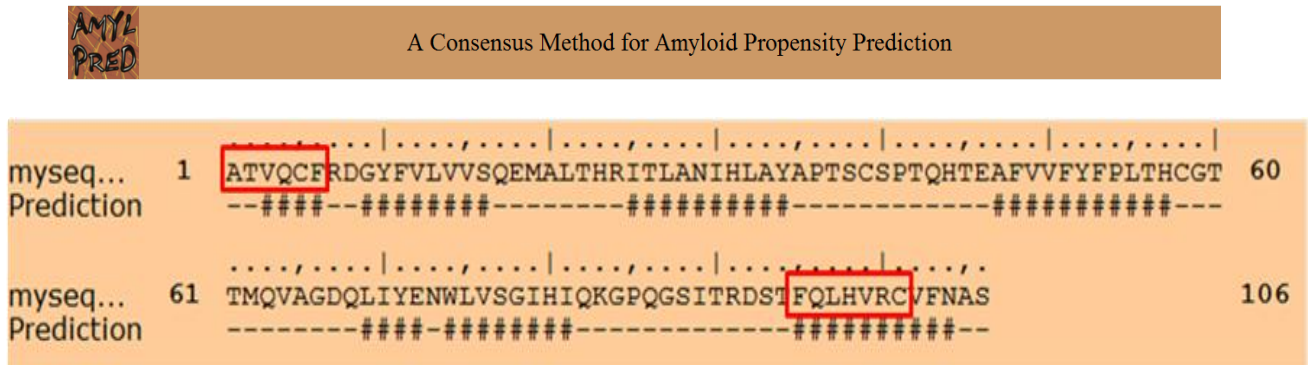 AMYL
PRED
A Consensus Method for Amyloid Propensity Prediction
....,....|....,....|....,....|....,....|....,....|....,....|
myseq... 1 ATVQCFRDGYFVLVVSQEMALTHRITLANIHLAYAPTSCSPTQHTEAFVVFYFPLTHCGT 60
Prediction --####--########--------##########------------###########---
....,....|....,....|....,....|....,....|....,.
myseq... 61 TMQVAGDQLIYENWLVSGIHIQKGPQGSITRDSTFQLHVRCVFNAS 106
Prediction --------####-########-------------##########--